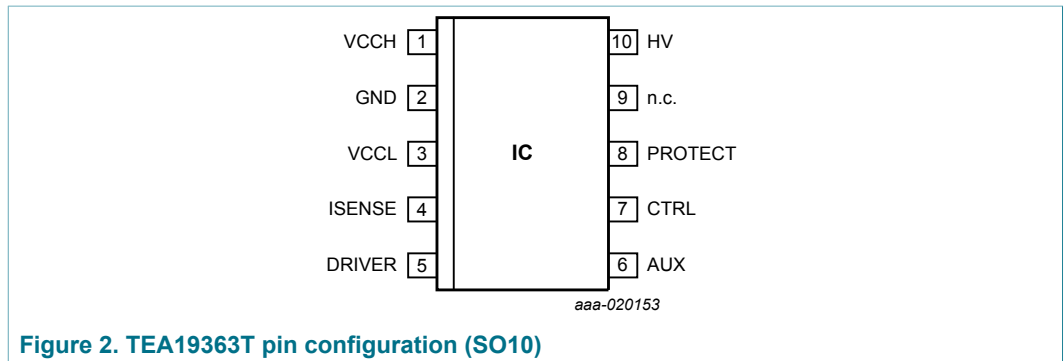 VCCH 1 10 HV
GND 2 9 n.c.
VCCL 3 IC 8 PROTECT
ISENSE 4 7 CTRL
DRIVER 5 6 AUX
aaa-020153
Figure 2. TEA19363T pin configuration (SO10)